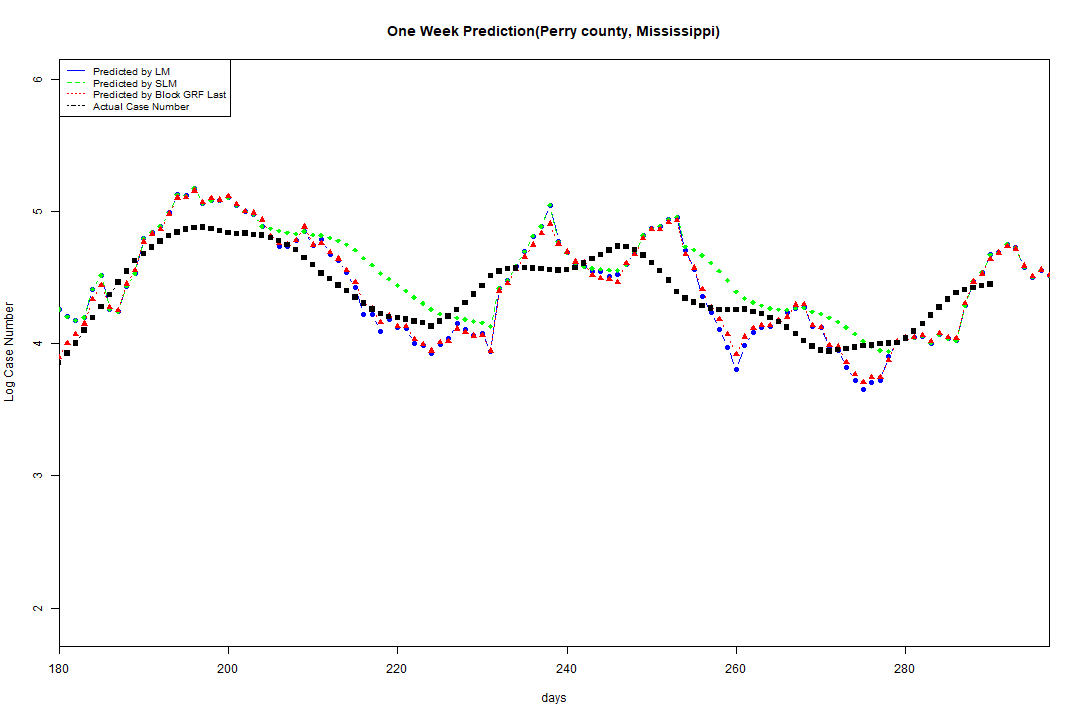 One Week Prediction(Perry county, Mississippi)
Predicted by LM
Predicted by SLM
Predicted by Block GRF Last
Actual Case Number
6
5
4
3
2
Log Case Number
180 200 220 240 260 280
days